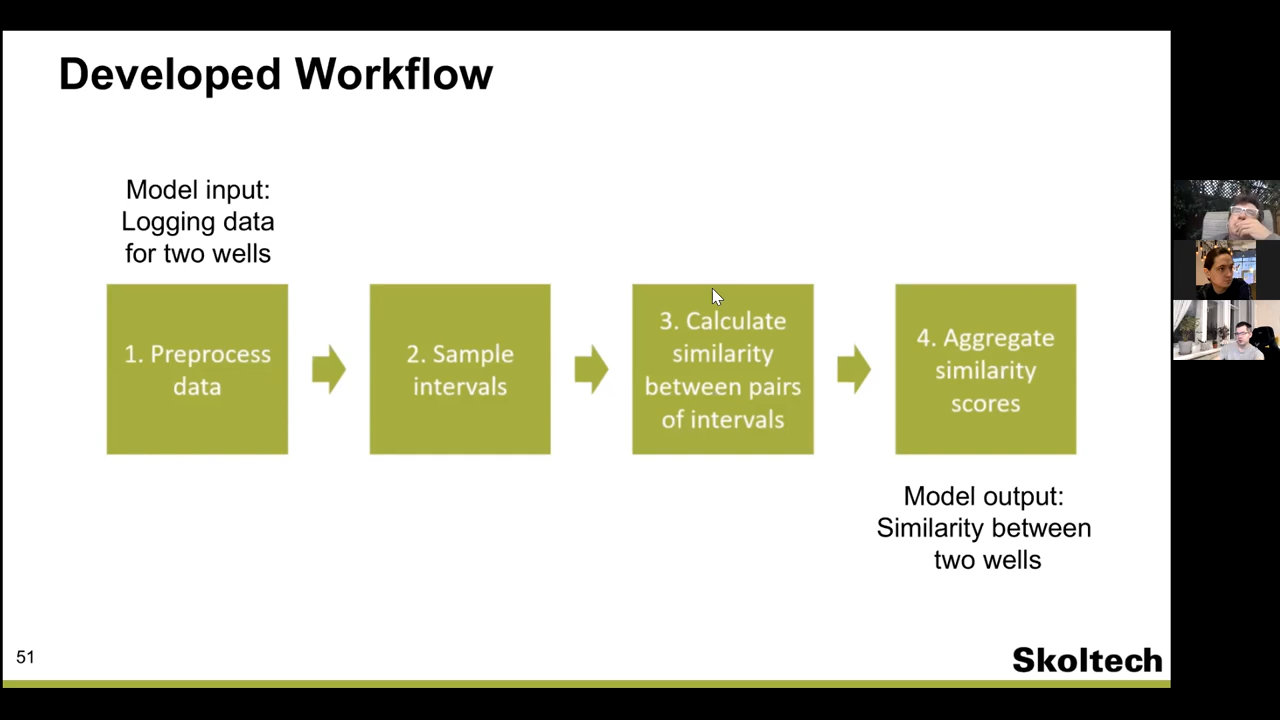 Developed Workflow
Model input:
Logging data
for two wells
1. Preprocess
data
2. Sample
intervals
3. Calculate
similarity
between pairs
of intervals
4. Aggregate
similarity
scores
Model output:
Similarity between
two wells
51
Skoltech